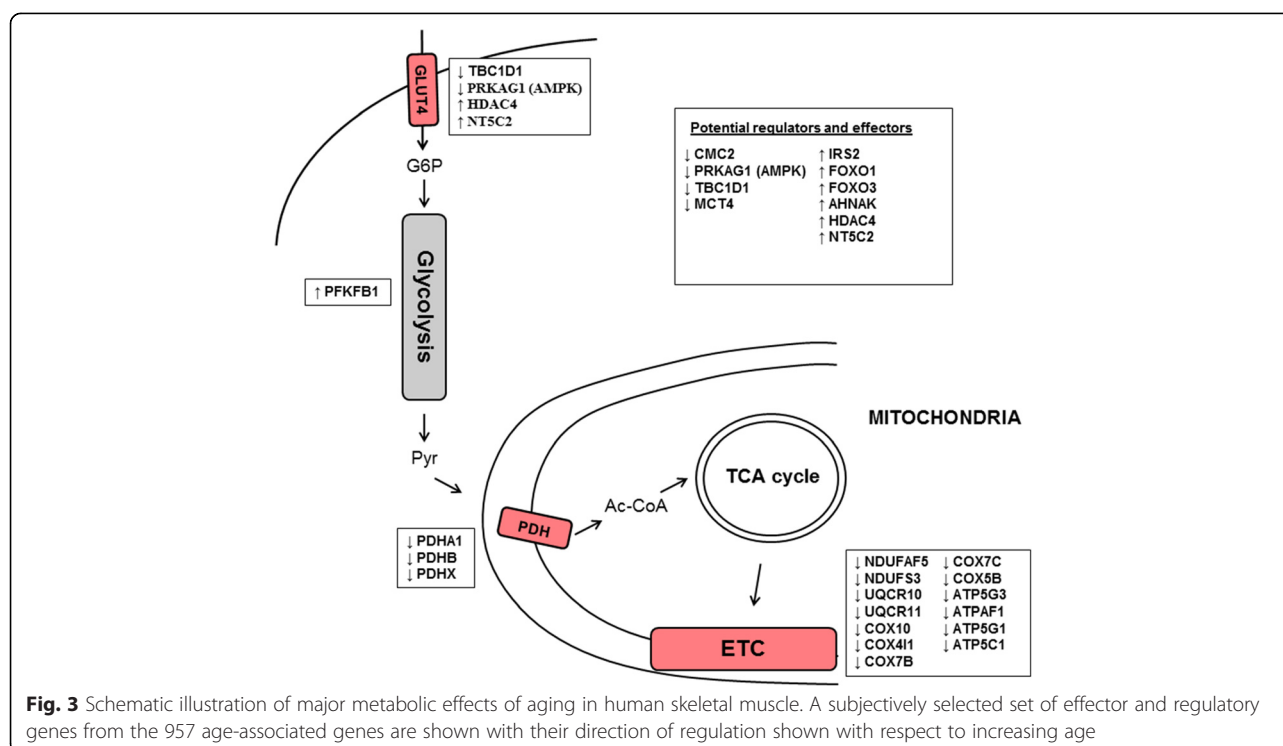 GLUT4
↓ TBC1D1
↓ PRKAG1 (AMPK)
↑ HDAC4
↑ NT5C2
G6P
Glycolysis
↑ PFKFB1
Pyr
Potential regulators and effectors
↓ CMC2 ↑ IRS2
↓ PRKAG1 (AMPK) ↑ FOXO1
↓ TBC1D1 ↑ FOXO3
↓ MCT4 ↑ AHNAK
↑ HDAC4
↑ NT5C2
MITOCHONDRIA
TCA cycle
Ac-CoA
PDH
↓ PDHA1
↓ PDHB
↓ PDHX
ETC
↓ NDUFAF5 ↓ COX7C
↓ NDUFS3 ↓ COX5B
↓ UQCR10 ↓ ATP5G3
↓ UQCR11 ↓ ATPAF1
↓ COX10 ↓ ATP5G1
↓ COX4I1 ↓ ATP5C1
↓ COX7B
Fig. 3 Schematic illustration of major metabolic effects of aging in human skeletal muscle. A subjectively selected set of effector and regulatory
genes from the 957 age-associated genes are shown with their direction of regulation shown with respect to increasing age